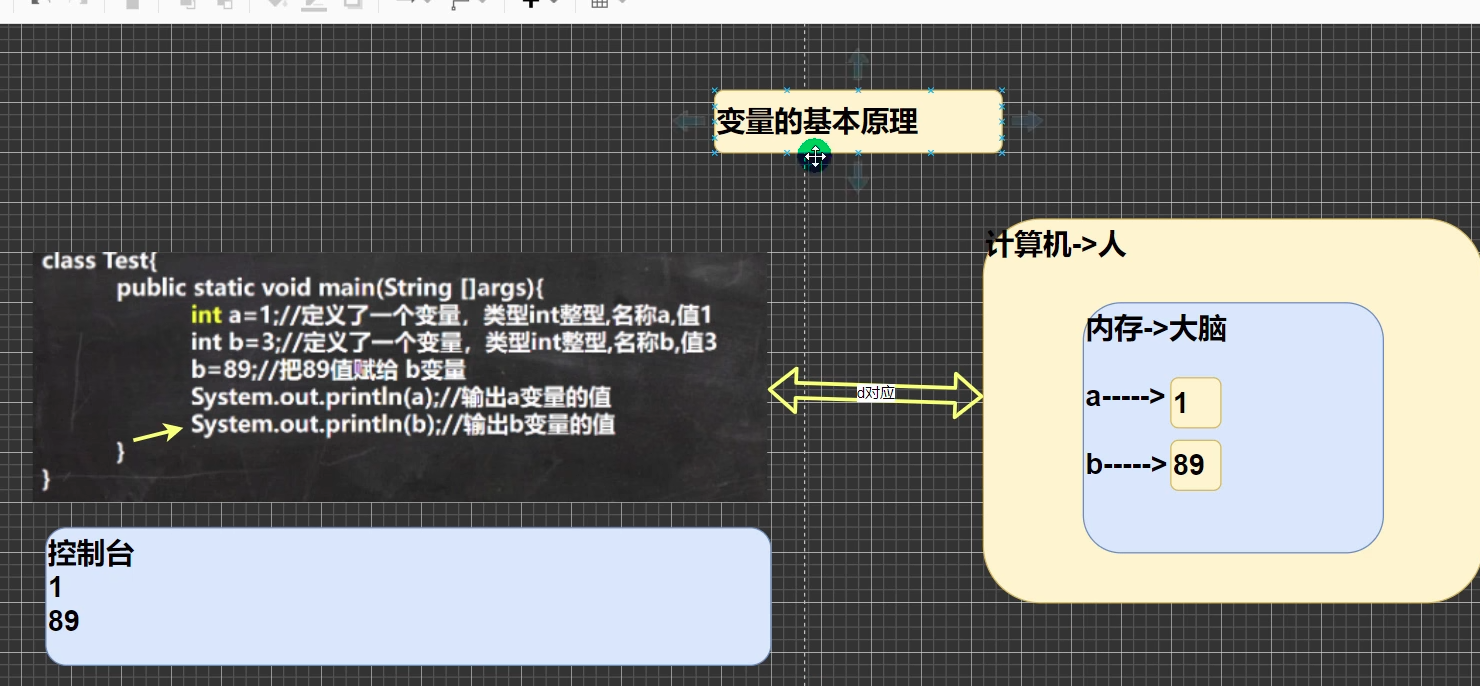 变量的基本原理
class Test{
public static void main(String []args){
int a=1;//定义了一个变量，类型int整型,名称a,值1
int b=3;//定义了一个变量，类型int整型,名称b,值3
b=89;//把89值赋给 b变量
System.out.println(a);//输出a变量的值
System.out.println(b);//输出b变量的值
}
}
d对应
计算机->人
内存->大脑
a-----> 1
b-----> 89
控制台
1
89